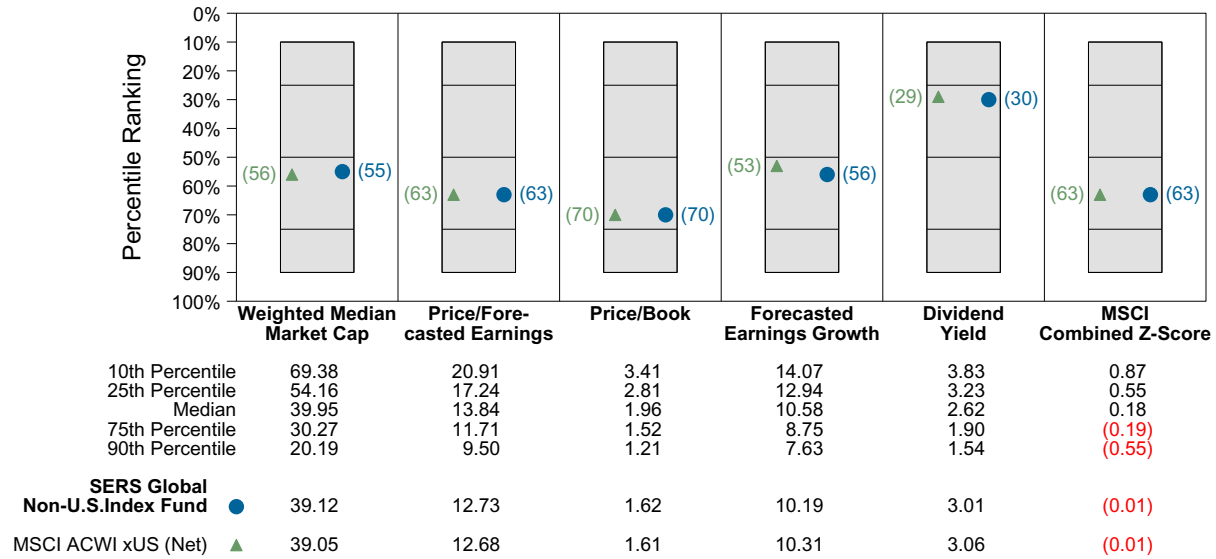 0%
10%
20%
30%
40%
50%
60%
70%
80%
90%
100%
Percentile Ranking
(56) (55)
(63) (63)
(70) (70)
(53) (56)
(29) (30)
(63) (63)
Weighted Median Market Cap
Price/Fore-casted Earnings
Price/Book
Forecasted Earnings Growth
Dividend Yield
MSCI Combined Z-Score
10th Percentile 69.38 20.91 3.41 14.07 3.83 0.87
25th Percentile 54.16 17.24 2.81 12.94 3.23 0.55
Median 39.95 13.84 1.96 10.58 2.62 0.18
75th Percentile 30.27 11.71 1.52 8.75 1.90 (0.19)
90th Percentile 20.19 9.50 1.21 7.63 1.54 (0.55)
SERS Global
Non-U.S.Index Fund 39.12 12.73 1.62 10.19 3.01 (0.01)
MSCI ACWI xUS (Net) 39.05 12.68 1.61 10.31 3.06 (0.01)